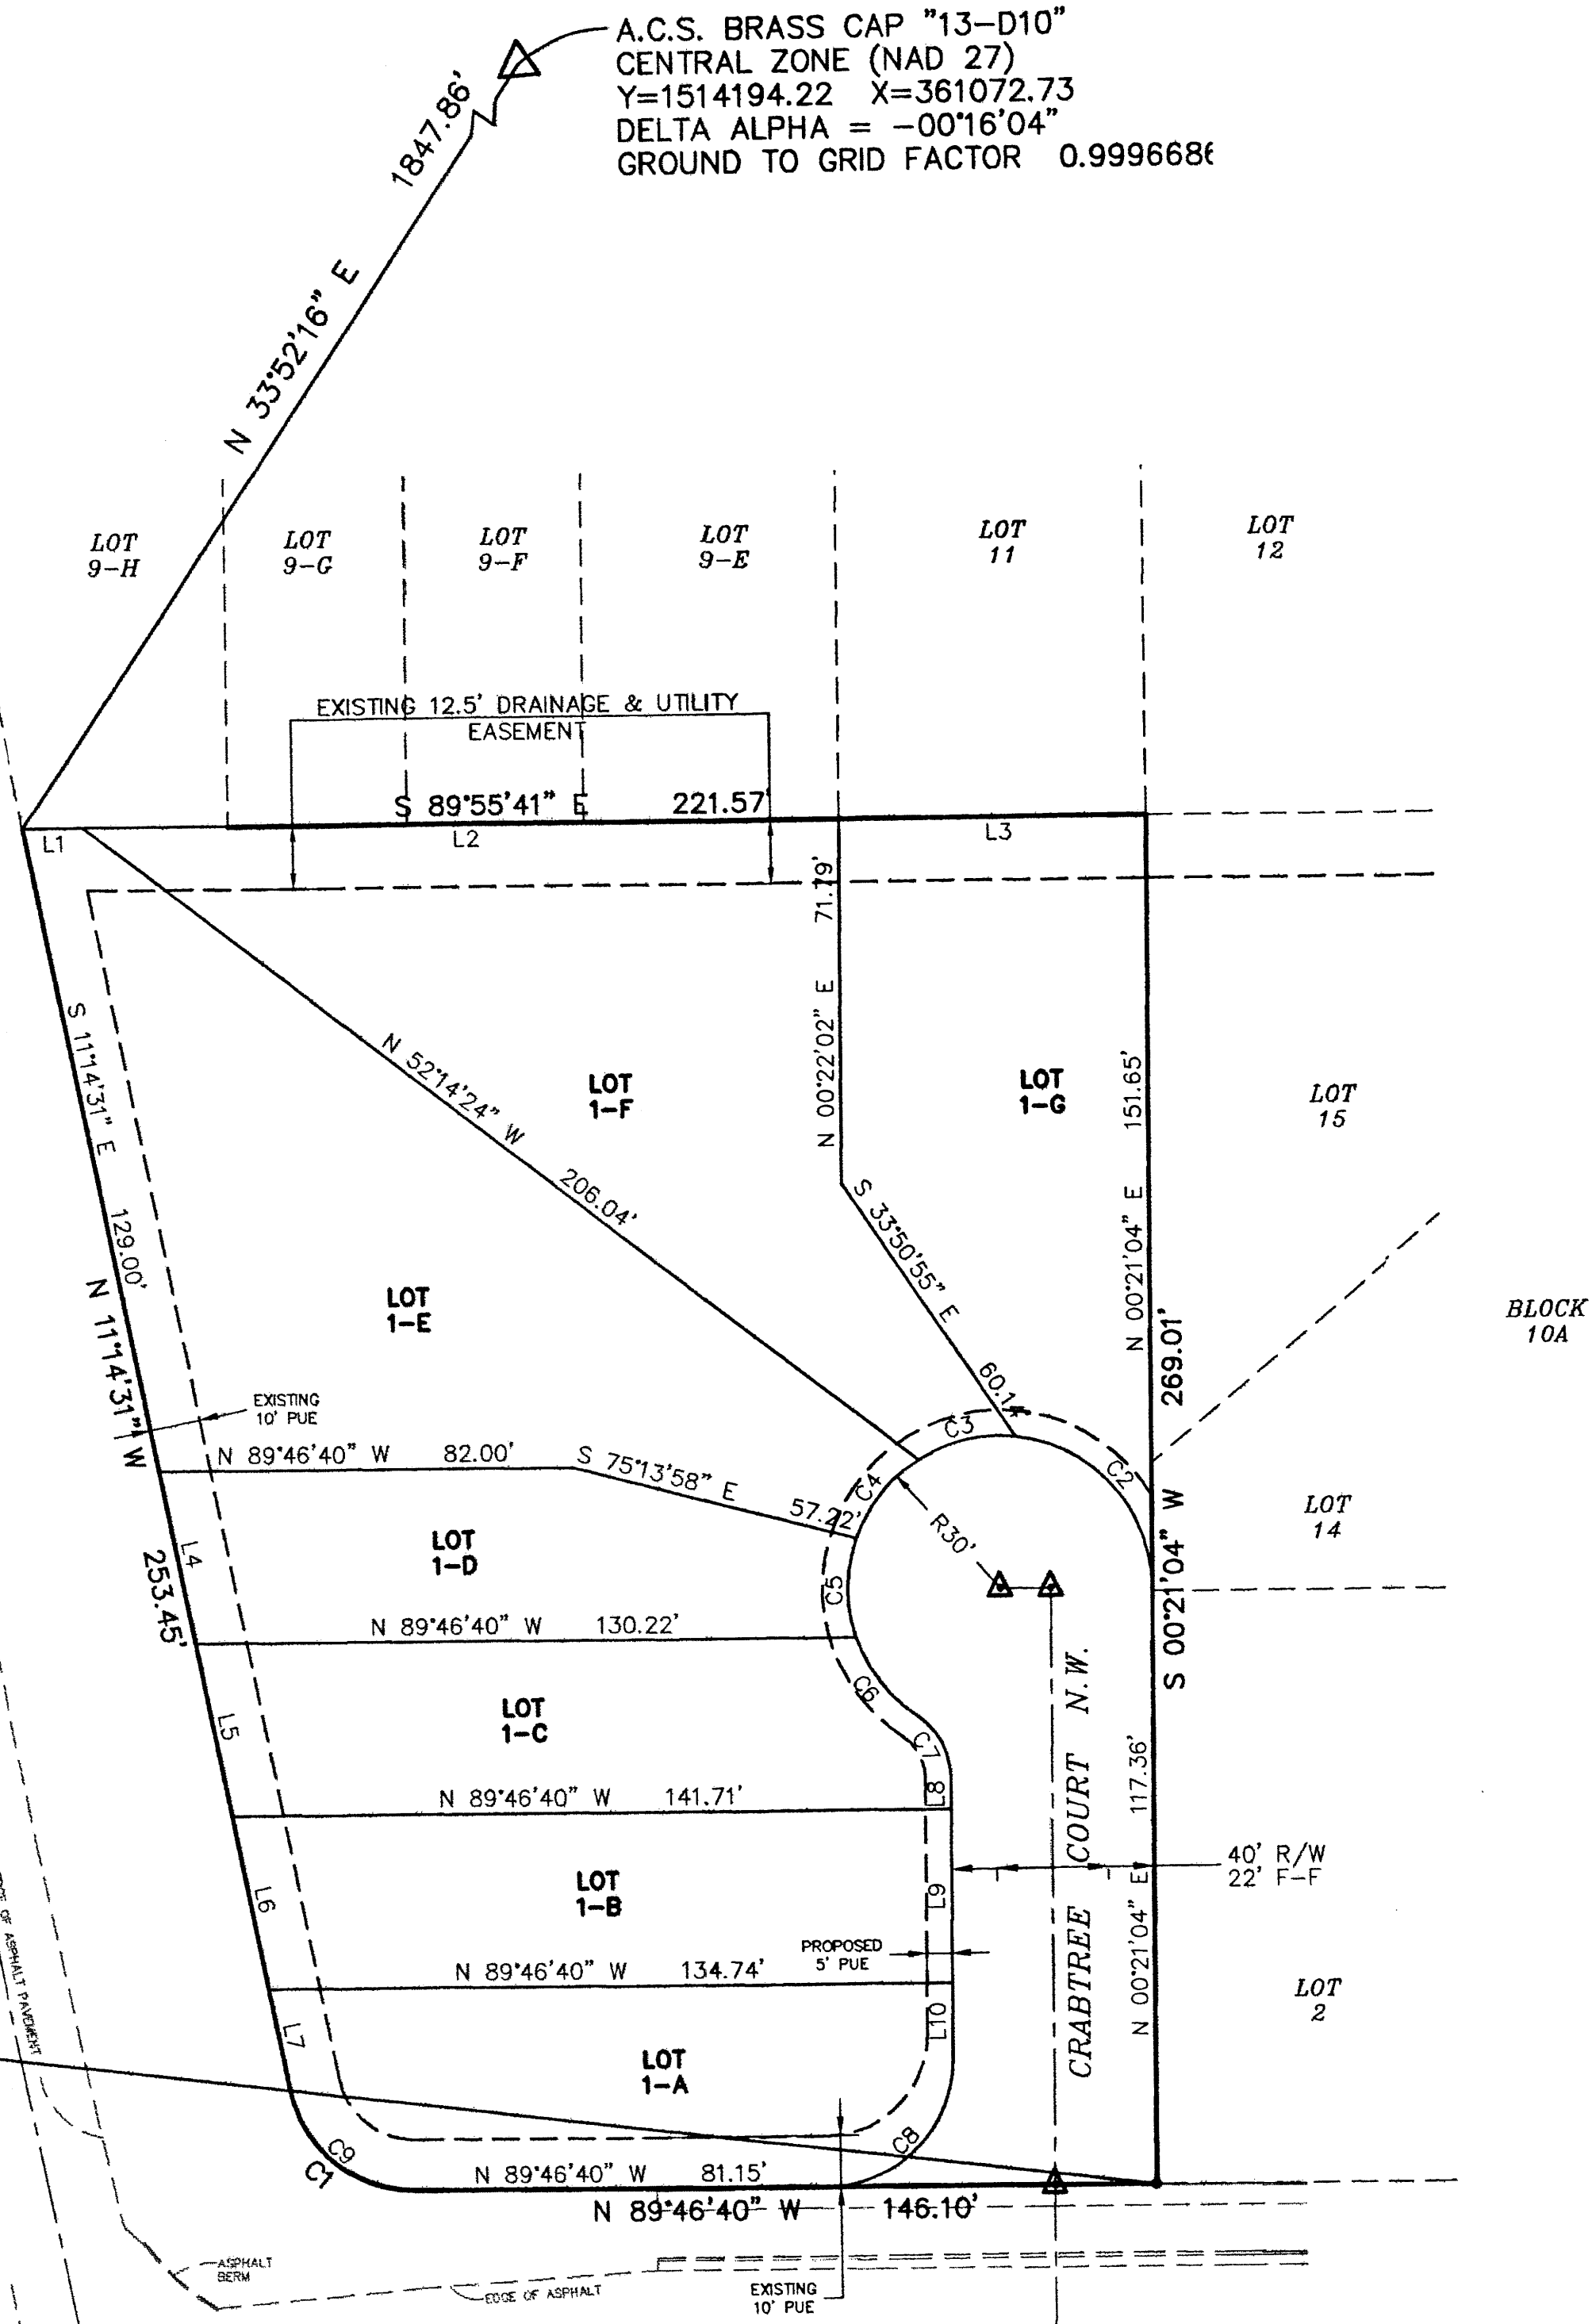 A.C.S. BRASS CAP "13-D10"
CENTRAL ZONE (NAD 27)
Y=1514194.22 X=361072.73
DELTA ALPHA = -00°16'04"
GROUND TO GRID FACTOR 0.9996686
1847.86'
N 33°52'16" E
LOT
9-H
LOT
9-G
LOT
9-F
LOT
9-E
LOT
11
LOT
12
EXISTING 12.5' DRAINAGE & UTILITY
EASEMENT
S 89°55'41" E 221.57'
L1
L2
L3
71.79'
N 00°22'02" E
S 11°14'31" E 129.00'
N 52°14'24" W 206.04'
LOT
1-F
LOT
1-G
N 00°21'04" E 151.65'
LOT
15
S 33°50'55" E 60.14'
LOT
1-E
N 11°14'31" W 253.45'
BLOCK
10A
S 00°21'04" W 269.01'
EXISTING
10' PUE
N 89°46'40" W 82.00'
S 75°13'58" E 57.22'
C3
C2
C4
R30'
LOT
14
L4
LOT
1-D
C5
N 89°46'40" W 130.22'
C6
L5
LOT
1-C
C7
L8
N 89°46'40" W 141.71'
CRABTREE COURT N.W.
N 00°21'04" E 117.36'
40' R/W
22' F-F
L6
LOT
1-B
L9
PROPOSED
5' PUE
N 89°46'40" W 134.74'
LOT
2
L7
L10
LOT
1-A
EDGE OF ASPHALT PAVEMENT
C8
C9
C1
N 89°46'40" W 81.15'
N 89°46'40" W 146.10'
ASPHALT
BERM
EDGE OF ASPHALT
EXISTING
10' PUE